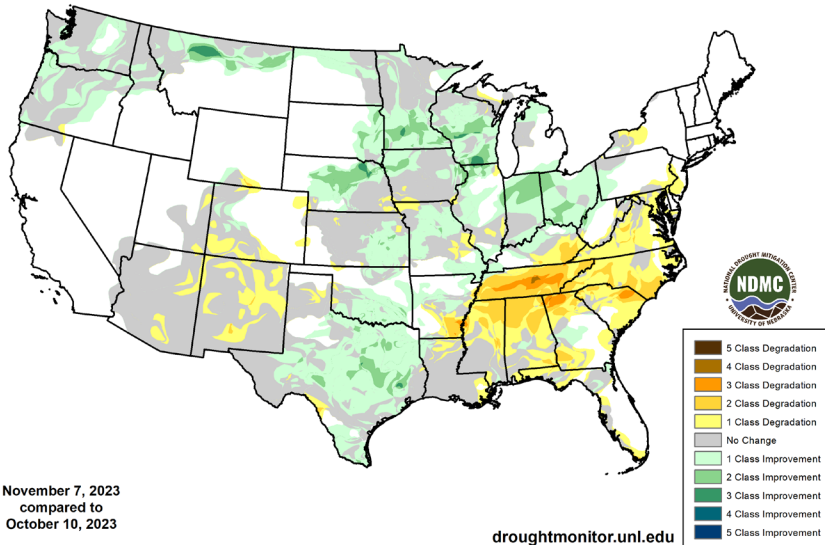 NATIONAL DROUGHT MITIGATION CENTER
NDMC
UNIVERSITY OF NEBRASKA
5 Class Degradation
4 Class Degradation
3 Class Degradation
2 Class Degradation
1 Class Degradation
No Change
1 Class Improvement
2 Class Improvement
3 Class Improvement
4 Class Improvement
5 Class Improvement
November 7, 2023
compared to
October 10, 2023
droughtmonitor.unl.edu